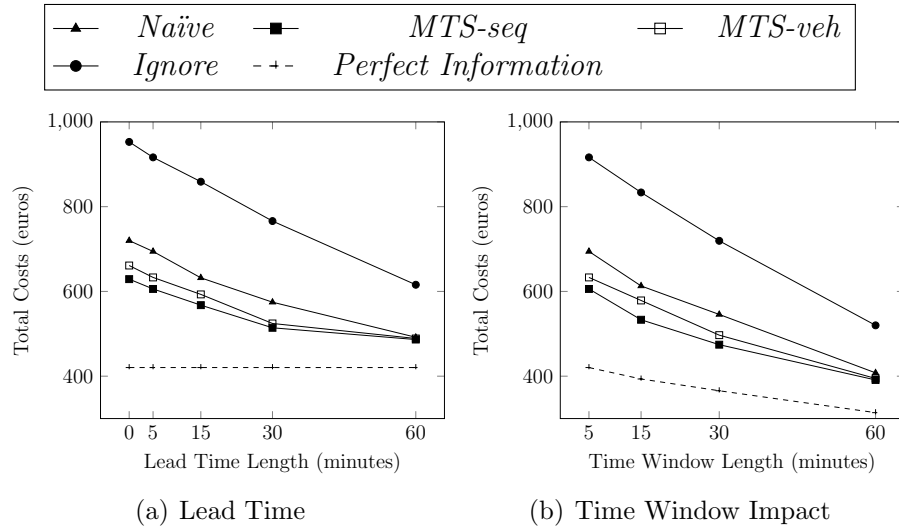 Naïve MTS-seq MTS-veh
Ignore Perfect Information
1,000
800
600
400
0 5 15 30 60
Total Costs (euros)
Lead Time Length (minutes)
(a) Lead Time
1,000
800
600
400
5 15 30 60
Total Costs (euros)
Time Window Length (minutes)
(b) Time Window Impact